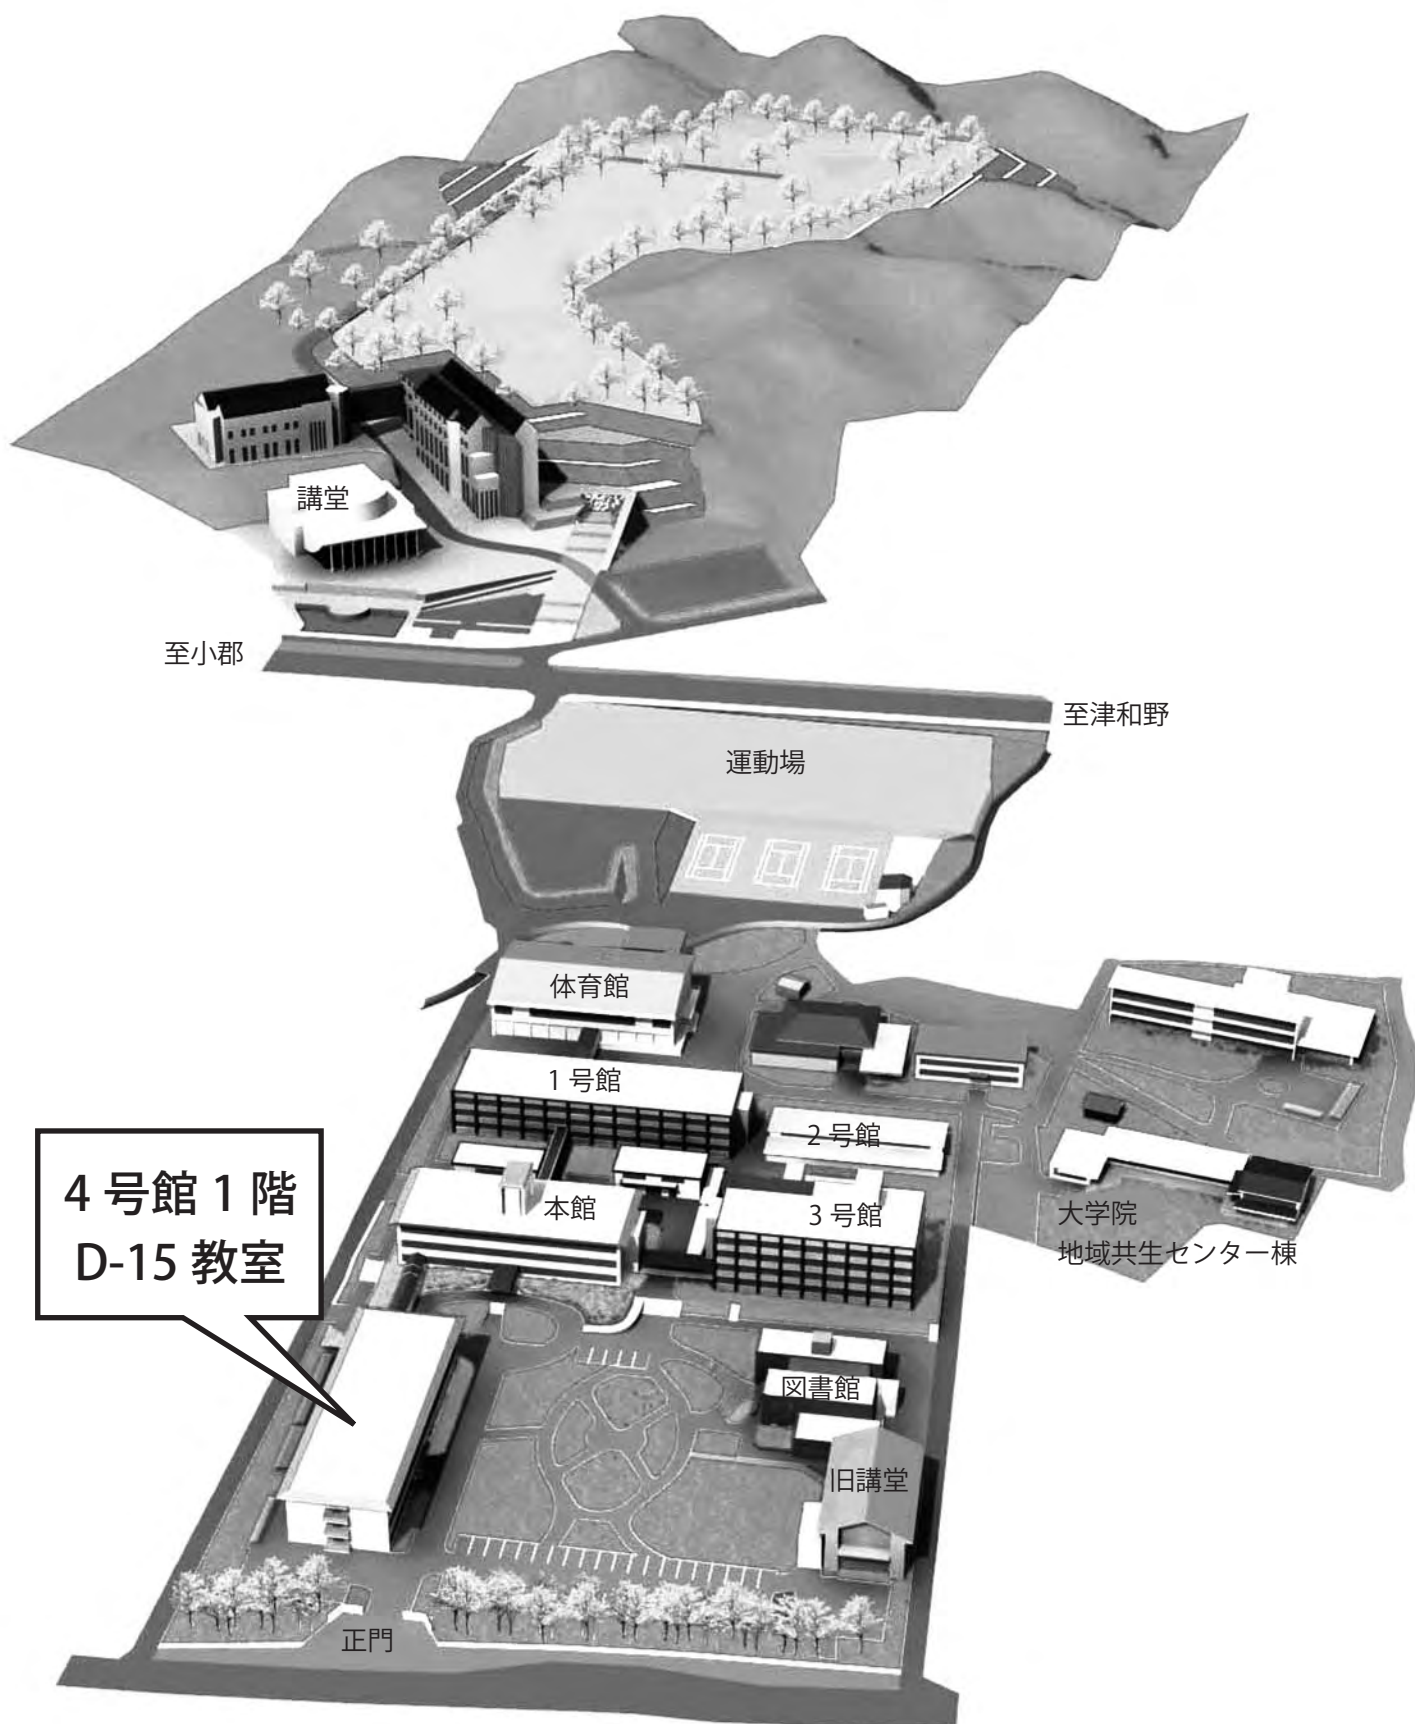 講堂
至小郡
至津和野
運動場
体育館
1 号館
2 号館
4 号館 1 階
D-15 教室
本館
3 号館
大学院
地域共生センター棟
図書館
旧講堂
正門